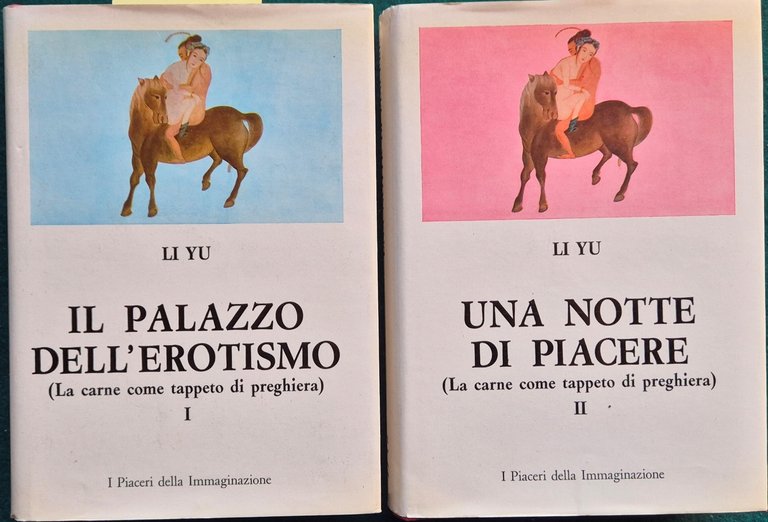 LI YU
IL PALAZZO
DELL'EROTISMO
(La carne come tappeto di preghiera)
I
I Piaceri della Immaginazione
LI YU
UNA NOTTE
DI PIACERE
(La carne come tappeto di preghiera)
II
I Piaceri della Immaginazione